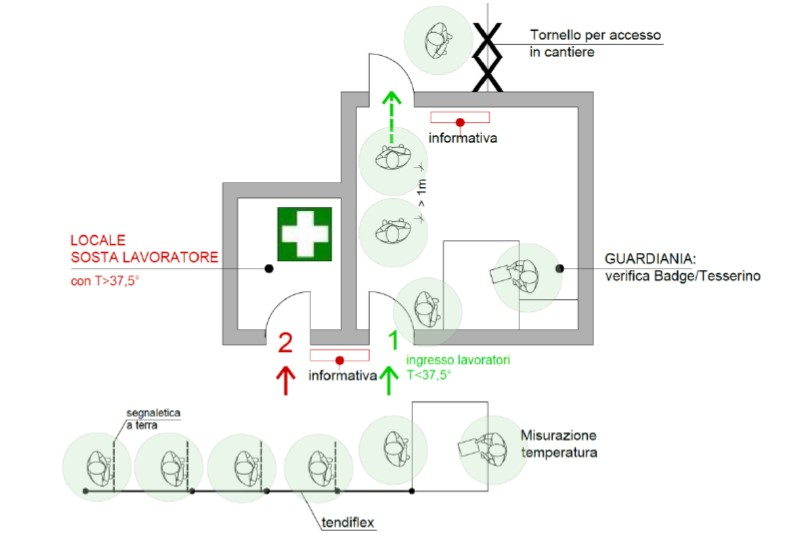 Tornello per accesso
in cantiere
informativa
> 1m
LOCALE
SOSTA LAVORATORE
con T>37,5°
GUARDIANIA:
verifica Badge/Tesserino
2
1
ingresso lavoratori
T<37,5°
informativa
segnaletica
a terra
Misurazione
temperatura
tendiflex